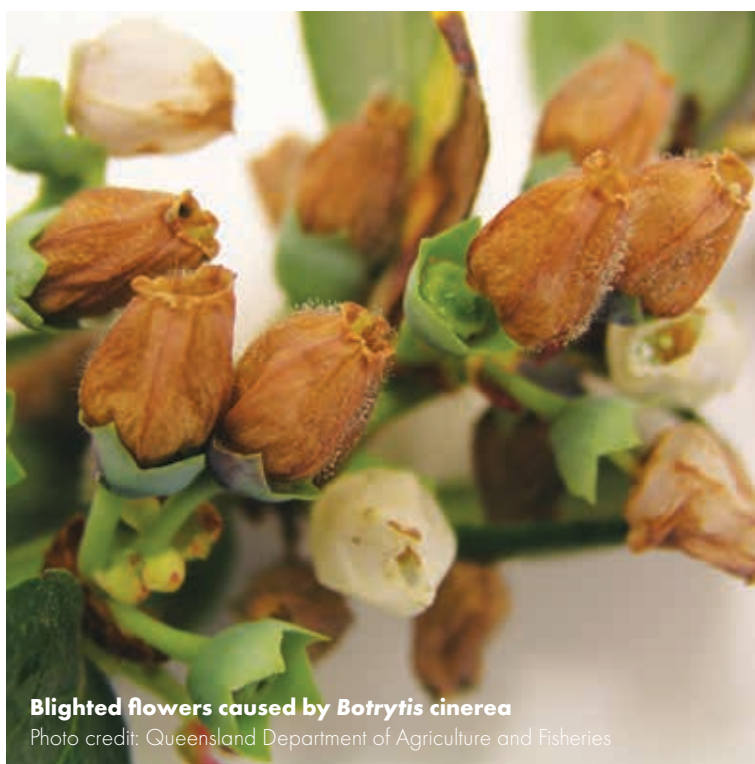 Blighted flowers caused by Botrytis cinerea
Photo credit: Queensland Department of Agriculture and Fisheries